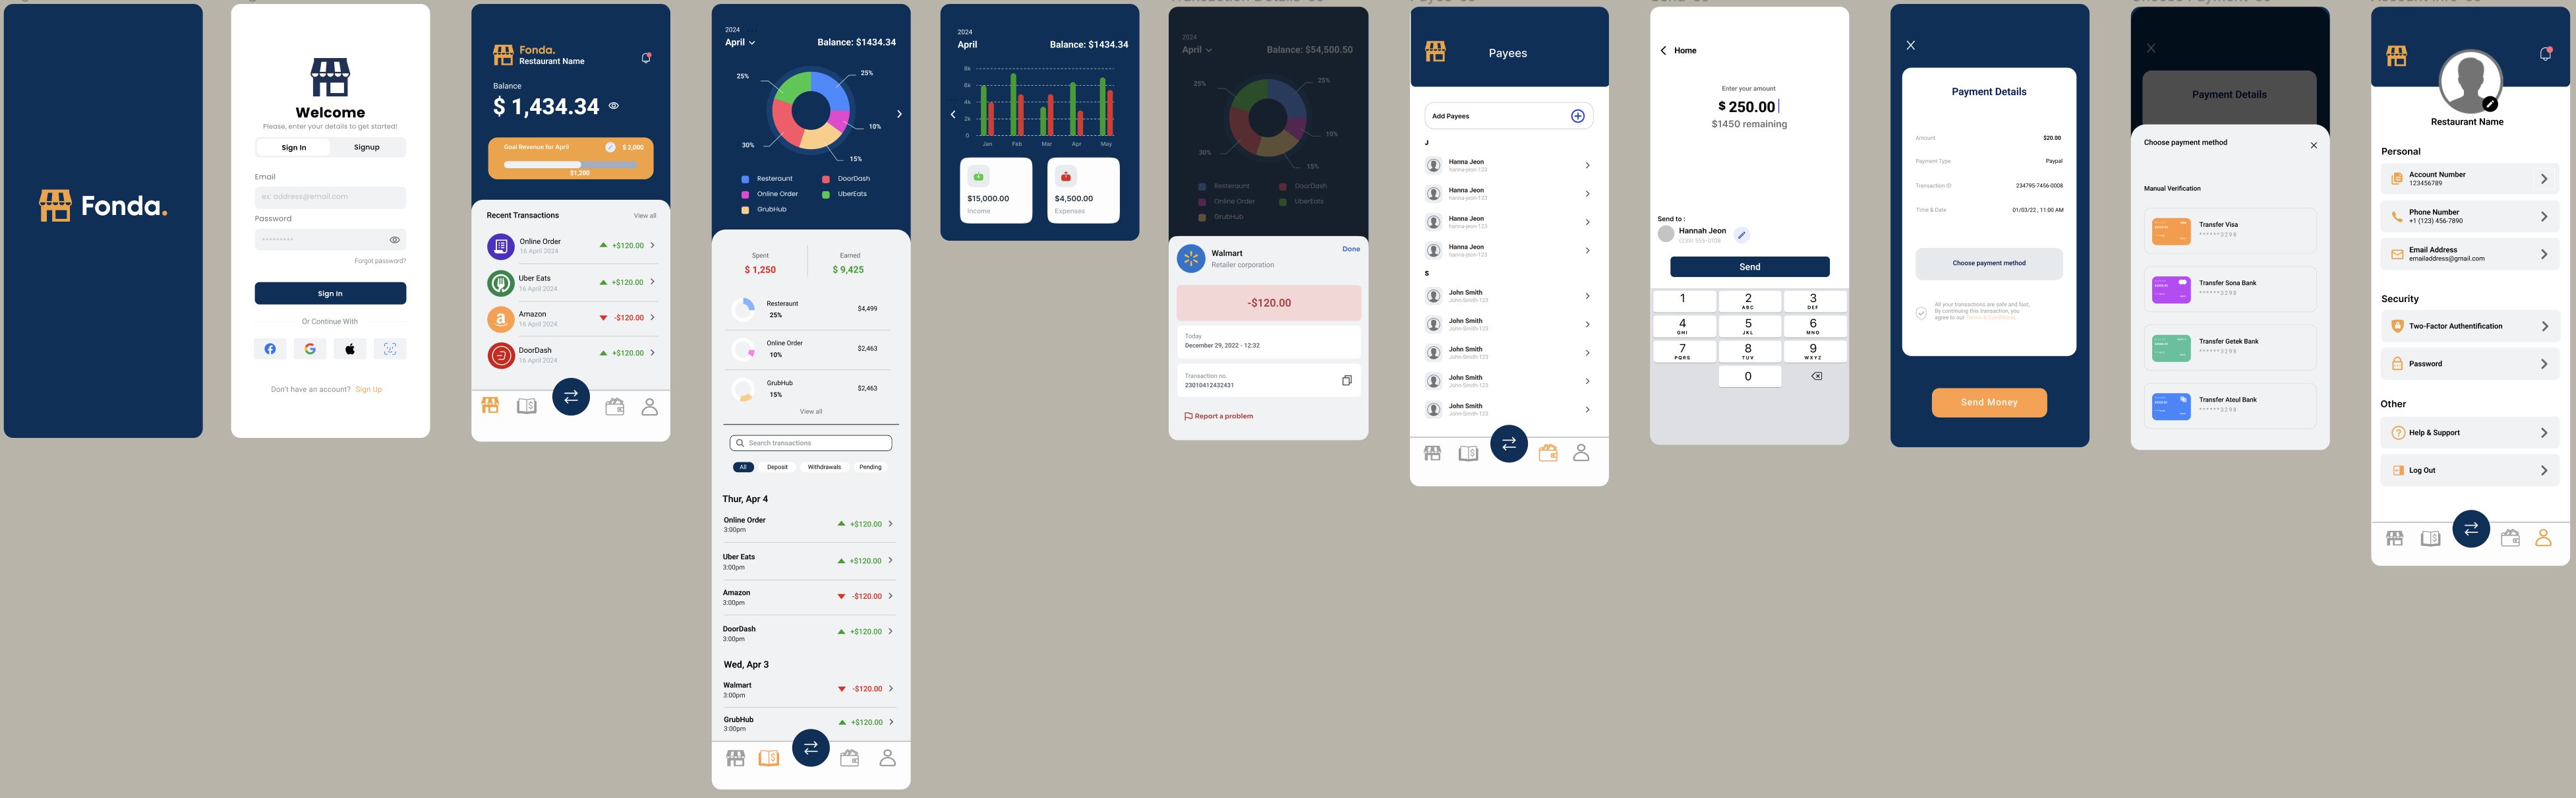 Fonda.
Welcome
Please, enter your details to get started!
Sign In
Signup
Email
ex: address@email.com
Password
*********
Forgot password?
Sign In
Or Continue With
Don't have an account? Sign Up
Fonda.
Restaurant Name
Balance
$ 1,434.34
Goal Revenue for April
$ 2,000
$1,200
Recent Transactions
View all
Online Order
16 April 2024
+$120.00
Uber Eats
16 April 2024
+$120.00
Amazon
16 April 2024
-$120.00
DoorDash
16 April 2024
+$120.00
2024
April
Balance: $1434.34
25%
25%
10%
15%
30%
Resteraunt
DoorDash
Online Order
UberEats
GrubHub
Spent
$ 1,250
Earned
$ 9,425
Resteraunt
25%
$4,499
Online Order
10%
$2,463
GrubHub
15%
$2,463
View all
Search transactions
All
Deposit
Withdrawals
Pending
Thur, Apr 4
Online Order
3:00pm
+$120.00
Uber Eats
3:00pm
+$120.00
Amazon
3:00pm
-$120.00
DoorDash
3:00pm
+$120.00
Wed, Apr 3
Walmart
3:00pm
-$120.00
GrubHub
3:00pm
+$120.00
2024
April
Balance: $1434.34
8k
6k
4k
2k
0
Jan
Feb
Mar
Apr
May
$15,000.00
Income
$4,500.00
Expenses
2024
April
Balance: $54,500.50
25%
25%
10%
15%
30%
Resteraunt
DoorDash
Online Order
UberEats
GrubHub
Walmart
Retailer corporation
Done
-$120.00
Today
December 29, 2022 - 12:32
Transaction no.
23010412432431
Report a problem
Payees
Add Payees
J
Hanna Jeon
hanna-jeon-123
Hanna Jeon
hanna-jeon-123
Hanna Jeon
hanna-jeon-123
Hanna Jeon
hanna-jeon-123
S
John Smith
John-Smith-123
John Smith
John-Smith-123
John Smith
John-Smith-123
John Smith
John-Smith-123
John Smith
John-Smith-123
Home
Enter your amount
$ 250.00
$1450 remaining
Send to :
Hannah Jeon
(239) 555-0108
Send
1
2
ABC
3
DEF
4
GHI
5
JKL
6
MNO
7
PQRS
8
TUV
9
WXYZ
0
Payment Details
Amount
$20.00
Payment Type
Paypal
Transaction ID
234795-7456-0008
Time & Date
01/03/22 , 11:00 AM
Choose payment method
All your transactions are safe and fast,
By continuing this transaction, you
agree to our Terms & Conditions.
Send Money
Payment Details
Choose payment method
Manual Verification
Transfer Visa
******3298
Transfer Sona Bank
******3298
Transfer Getek Bank
******3298
Transfer Ateul Bank
******3298
Restaurant Name
Personal
Account Number
123456789
Phone Number
+1 (123) 456-7890
Email Address
emailaddress@gmail.com
Security
Two-Factor Authentication
Password
Other
Help & Support
Log Out